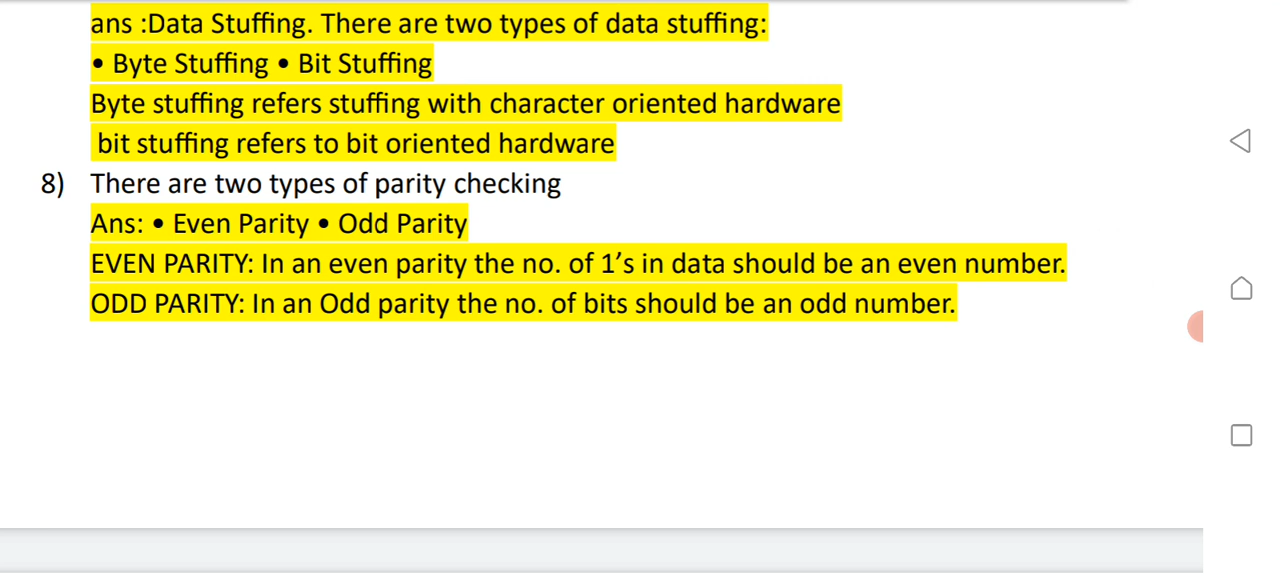 ans :Data Stuffing. There are two types of data stuffing:
• Byte Stuffing • Bit Stuffing
Byte stuffing refers stuffing with character oriented hardware
bit stuffing refers to bit oriented hardware
8) There are two types of parity checking
Ans: • Even Parity • Odd Parity
EVEN PARITY: In an even parity the no. of 1’s in data should be an even number.
ODD PARITY: In an Odd parity the no. of bits should be an odd number.